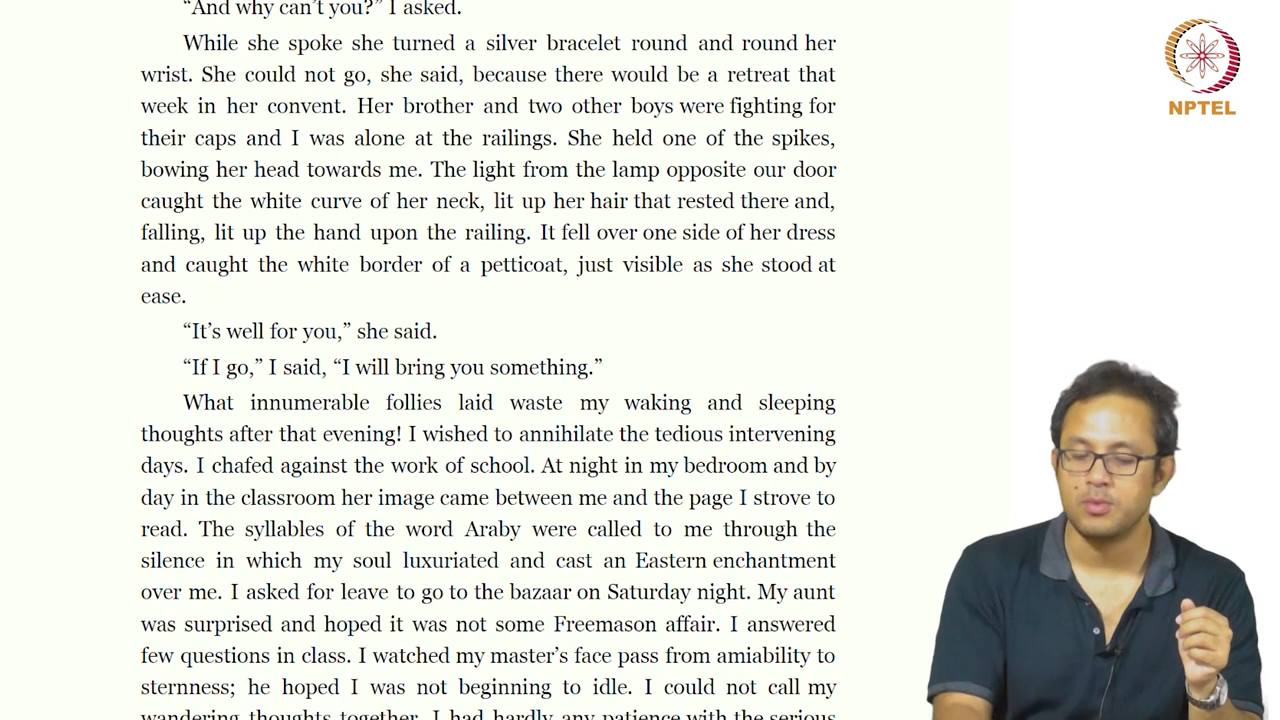 “And why can’t you?” I asked.
While she spoke she turned a silver bracelet round and round her
wrist. She could not go, she said, because there would be a retreat that
week in her convent. Her brother and two other boys were fighting for
their caps and I was alone at the railings. She held one of the spikes,
bowing her head towards me. The light from the lamp opposite our door
caught the white curve of her neck, lit up her hair that rested there and,
falling, lit up the hand upon the railing. It fell over one side of her dress
and caught the white border of a petticoat, just visible as she stood at
ease.
“It’s well for you,” she said.
“If I go,” I said, “I will bring you something.”
What innumerable follies laid waste my waking and sleeping
thoughts after that evening! I wished to annihilate the tedious intervening
days. I chafed against the work of school. At night in my bedroom and by
day in the classroom her image came between me and the page I strove to
read. The syllables of the word Araby were called to me through the
silence in which my soul luxuriated and cast an Eastern enchantment
over me. I asked for leave to go to the bazaar on Saturday night. My aunt
was surprised and hoped it was not some Freemason affair. I answered
few questions in class. I watched my master’s face pass from amiability to
sternness; he hoped I was not beginning to idle. I could not call my
wandering thoughts together. I had hardly any patience with the serious
NPTEL